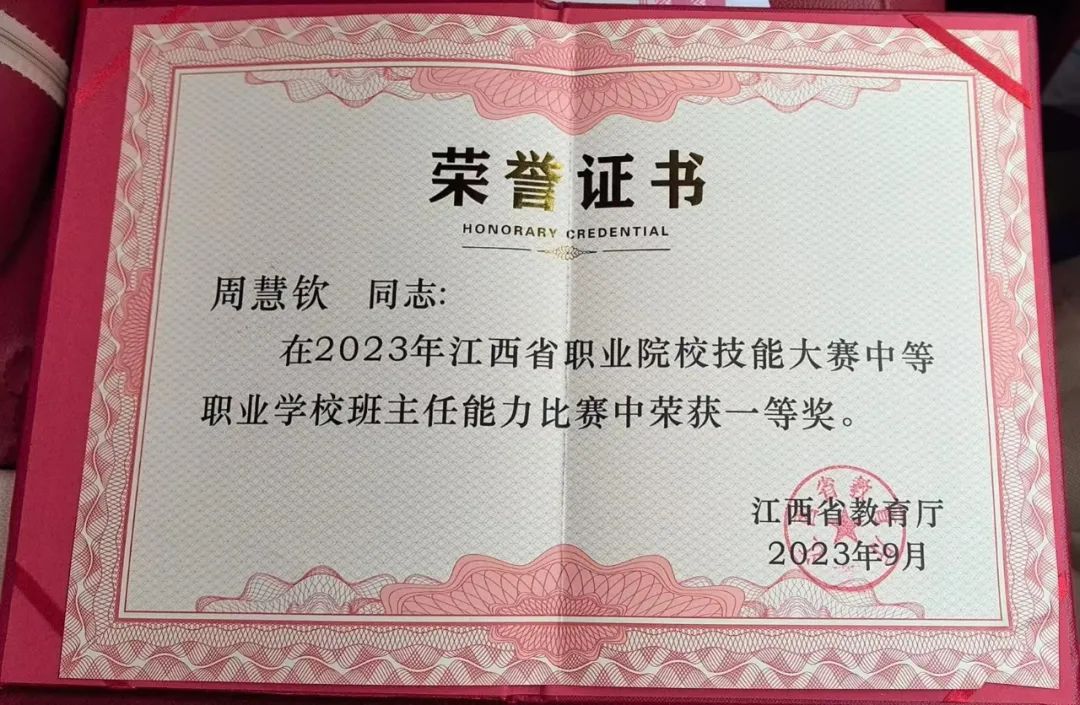 荣誉证书
HONORARY CREDENTIAL
周慧钦 同志:
在2023年江西省职业院校技能大赛中等
职业学校班主任能力比赛中荣获一等奖。
江西省教育厅
2023年9月